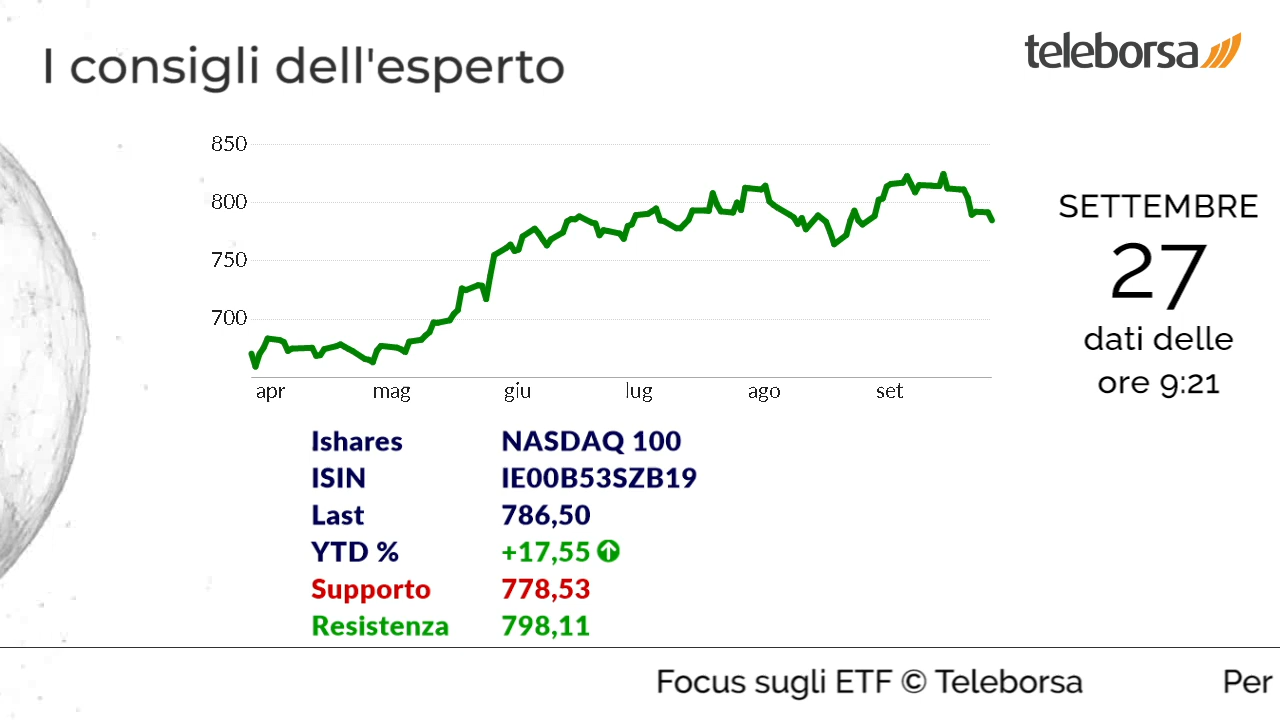 I consigli dell'esperto
teleborsa
850
800
750
700
apr mag giu lug ago set
SETTEMBRE
27
dati delle
ore 9:21
Ishares NASDAQ 100
ISIN IE00B53SZB19
Last 786,50
YTD % +17,55
Supporto 778,53
Resistenza 798,11
Focus sugli ETF © Teleborsa Per